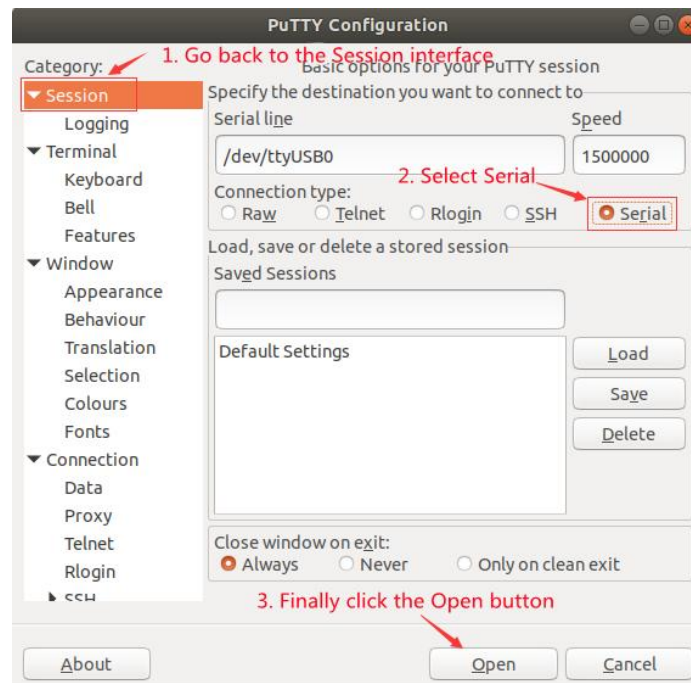 PuTTY Configuration
1. Go back to the Session interface
Category:
Basic options for your PuTTY session
Session
Logging
Terminal
Keyboard
Bell
Features
Window
Appearance
Behaviour
Translation
Selection
Colours
Fonts
Connection
Data
Proxy
Telnet
Rlogin
SSH
Specify the destination you want to connect to
Serial line
Speed
/dev/ttyUSB0
1500000
2. Select Serial
Connection type:
Raw Telnet Rlogin SSH Serial
Load, save or delete a stored session
Saved Sessions
Default Settings
Load
Save
Delete
Close window on exit:
Always Never Only on clean exit
3. Finally click the Open button
About
Open
Cancel